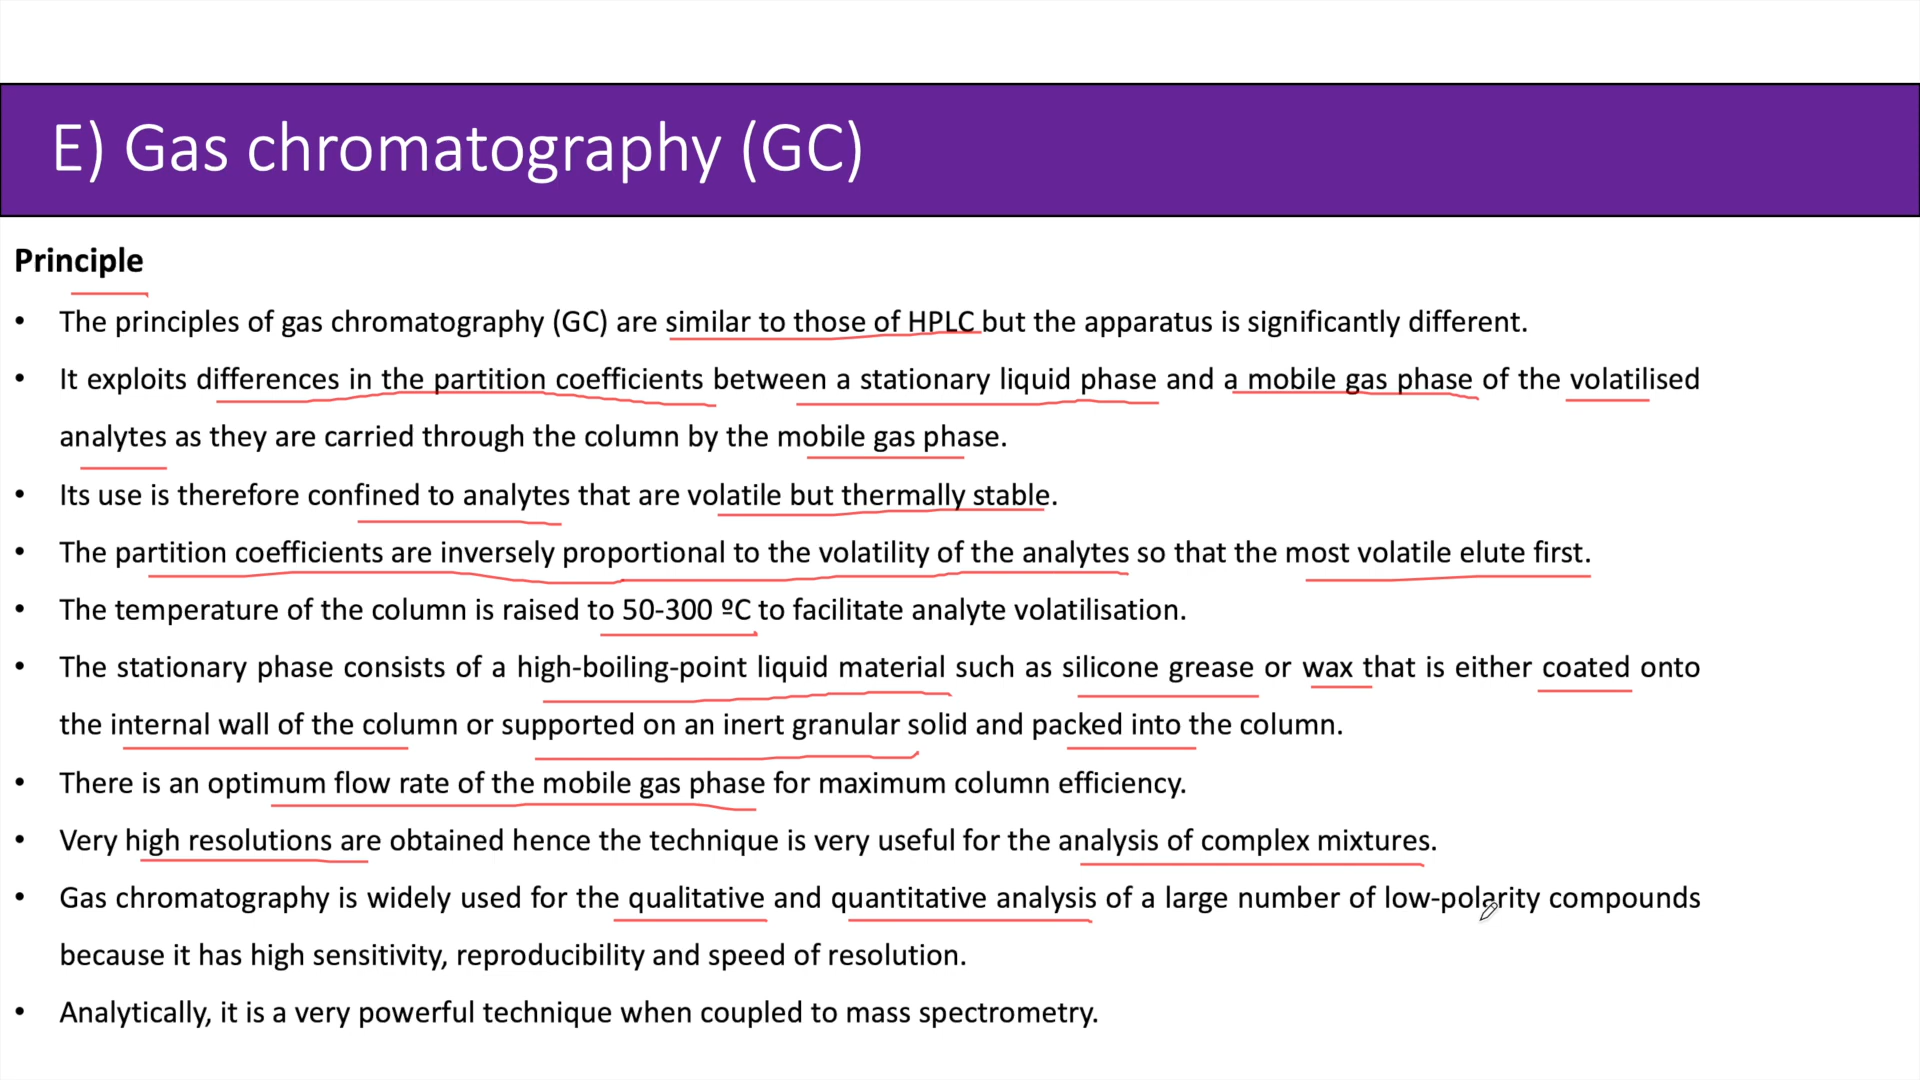 E) Gas chromatography (GC)
Principle
• The principles of gas chromatography (GC) are similar to those of HPLC but the apparatus is significantly different.
• It exploits differences in the partition coefficients between a stationary liquid phase and a mobile gas phase of the volatilised
analytes as they are carried through the column by the mobile gas phase.
• Its use is therefore confined to analytes that are volatile but thermally stable.
• The partition coefficients are inversely proportional to the volatility of the analytes so that the most volatile elute first.
• The temperature of the column is raised to 50-300 ºC to facilitate analyte volatilisation.
• The stationary phase consists of a high-boiling-point liquid material such as silicone grease or wax that is either coated onto
the internal wall of the column or supported on an inert granular solid and packed into the column.
• There is an optimum flow rate of the mobile gas phase for maximum column efficiency.
• Very high resolutions are obtained hence the technique is very useful for the analysis of complex mixtures.
• Gas chromatography is widely used for the qualitative and quantitative analysis of a large number of low-polarity compounds
because it has high sensitivity, reproducibility and speed of resolution.
• Analytically, it is a very powerful technique when coupled to mass spectrometry.